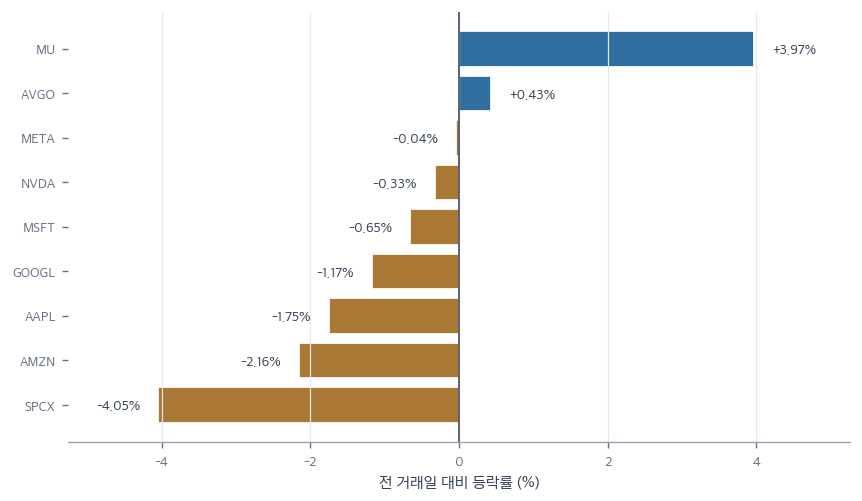 MU +3.97%
AVGO +0.43%
META -0.04%
NVDA -0.33%
MSFT -0.65%
GOOGL -1.17%
AAPL -1.75%
AMZN -2.16%
SPCX -4.05%
-4 -2 0 2 4
전 거래일 대비 등락률 (%)